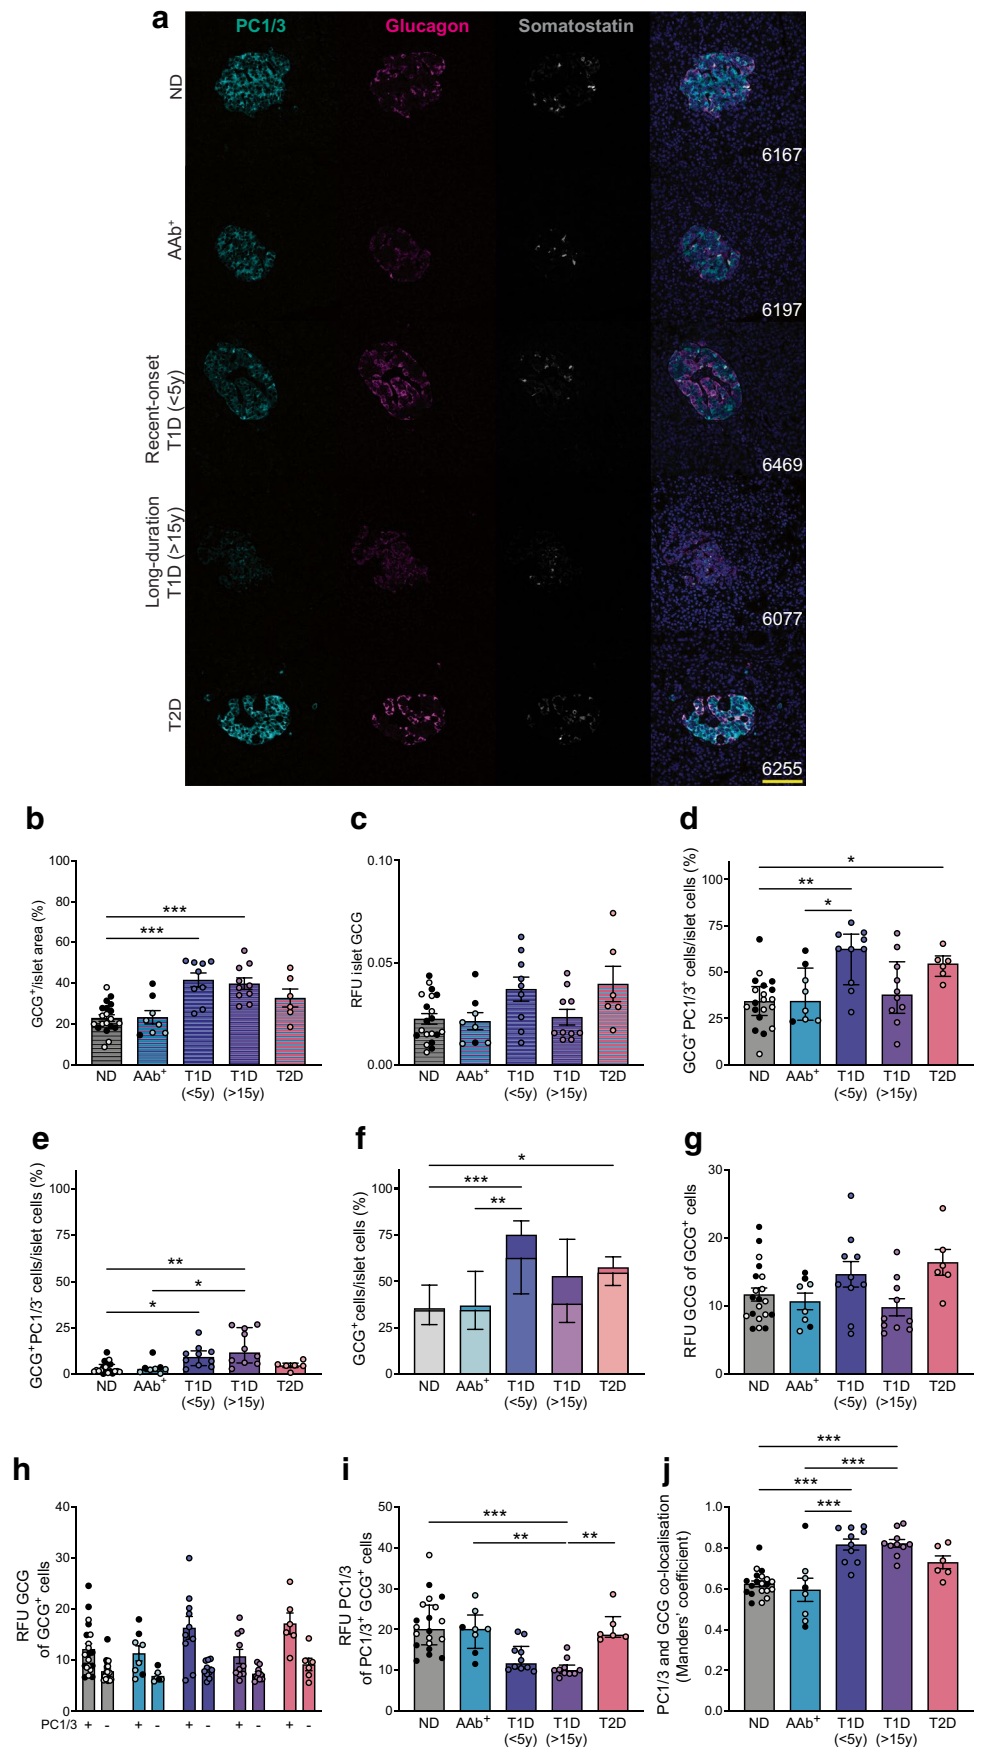 a
PC1/3 Glucagon Somatostatin
ND
6167
AAb+
6197
Recent-onset
T1D (<5y)
6469
Long-duration
T1D (>15y)
6077
T2D
6255
b
GCG+/islet area (%)
100
80
60
40
20
0
***
***
ND AAb+ T1D T1D T2D
(<5y) (>15y)
c
RFU islet GCG
0.10
0.05
0.00
ND AAb+ T1D T1D T2D
(<5y) (>15y)
d
GCG+ PC1/3+ cells/islet cells (%)
100
75
50
25
0
*
**
*
ND AAb+ T1D T1D T2D
(<5y) (>15y)
e
GCG+PC1/3- cells/islet cells (%)
100
75
50
25
0
**
*
*
ND AAb+ T1D T1D T2D
(<5y) (>15y)
f
GCG+cells/islet cells (%)
100
75
50
25
0
*
***
**
ND AAb+ T1D T1D T2D
(<5y) (>15y)
g
RFU GCG of GCG+ cells
30
20
10
0
ND AAb+ T1D T1D T2D
(<5y) (>15y)
h
RFU GCG
of GCG+ cells
40
30
20
10
0
PC1/3 + - + - + - + - + -
i
RFU PC1/3
of PC1/3+ GCG+ cells
50
40
30
20
10
0
***
** **
ND AAb+ T1D T1D T2D
(<5y) (>15y)
j
PC1/3 and GCG co-localisation
(Manders' coefficient)
1.0
0.8
0.6
0.4
0.2
0.0
***
***
***
***
ND AAb+ T1D T1D T2D
(<5y) (>15y)